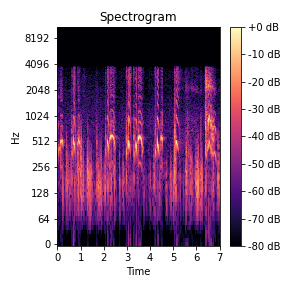 Spectrogram
+0 dB
8192
-10 dB
4096
-20 dB
2048
-30 dB
1024
Hz
512
-40 dB
256
-50 dB
128
-60 dB
64
-70 dB
0
-80 dB
0 1 2 3 4 5 6 7
Time